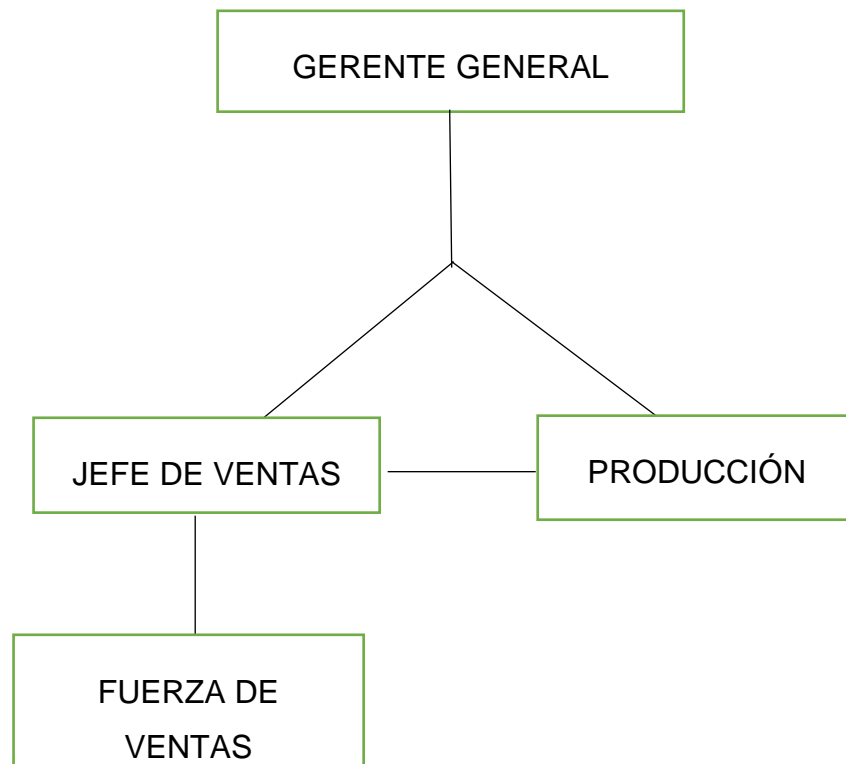 GERENTE GENERAL
JEFE DE VENTAS
PRODUCCIÓN
FUERZA DE
VENTAS